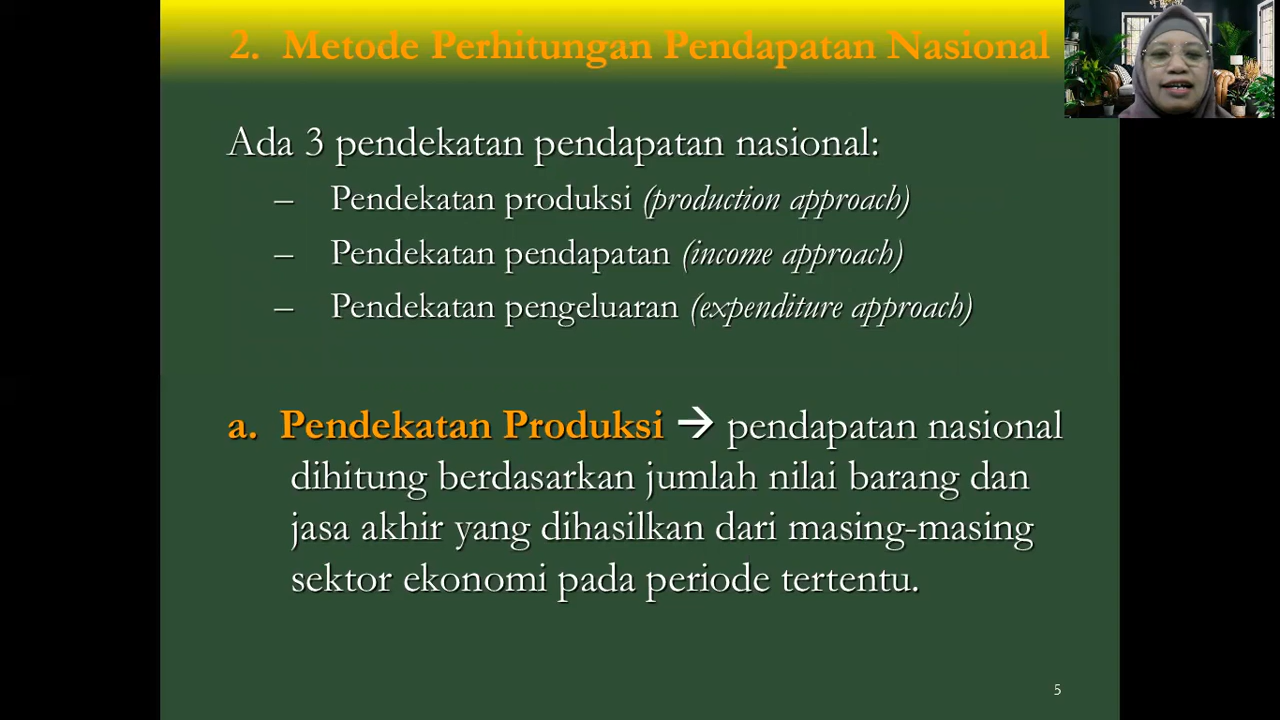 2. Metode Perhitungan Pendapatan Nasional
Ada 3 pendekatan pendapatan nasional:
– Pendekatan produksi (production approach)
– Pendekatan pendapatan (income approach)
– Pendekatan pengeluaran (expenditure approach)
a. Pendekatan Produksi → pendapatan nasional
dihitung berdasarkan jumlah nilai barang dan
jasa akhir yang dihasilkan dari masing-masing
sektor ekonomi pada periode tertentu.
5